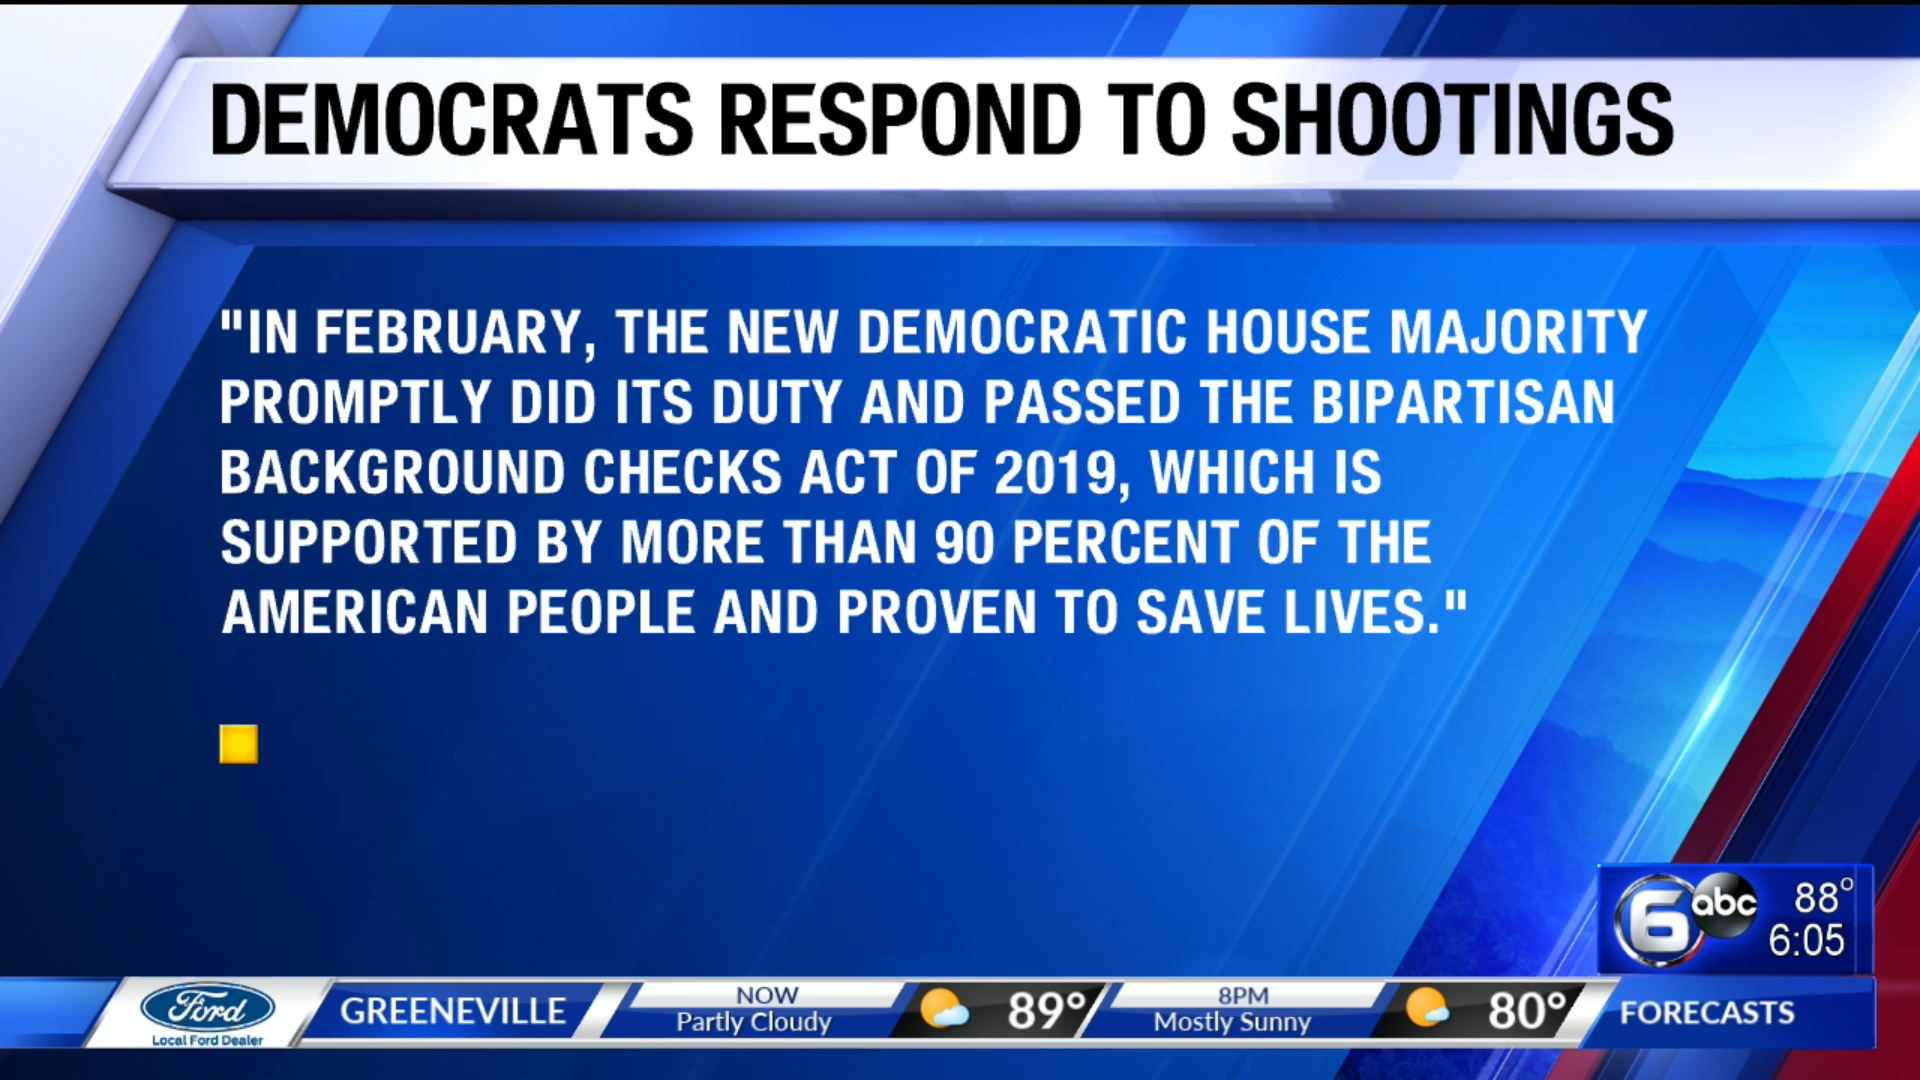 DEMOCRATS RESPOND TO SHOOTINGS
"IN FEBRUARY, THE NEW DEMOCRATIC HOUSE MAJORITY
PROMPTLY DID ITS DUTY AND PASSED THE BIPARTISAN
BACKGROUND CHECKS ACT OF 2019, WHICH IS
SUPPORTED BY MORE THAN 90 PERCENT OF THE
AMERICAN PEOPLE AND PROVEN TO SAVE LIVES."
6 abc 88°
6:05
Ford
Local Ford Dealer
GREENEVILLE
NOW
Partly Cloudy
89°
8PM
Mostly Sunny
80°
FORECASTS